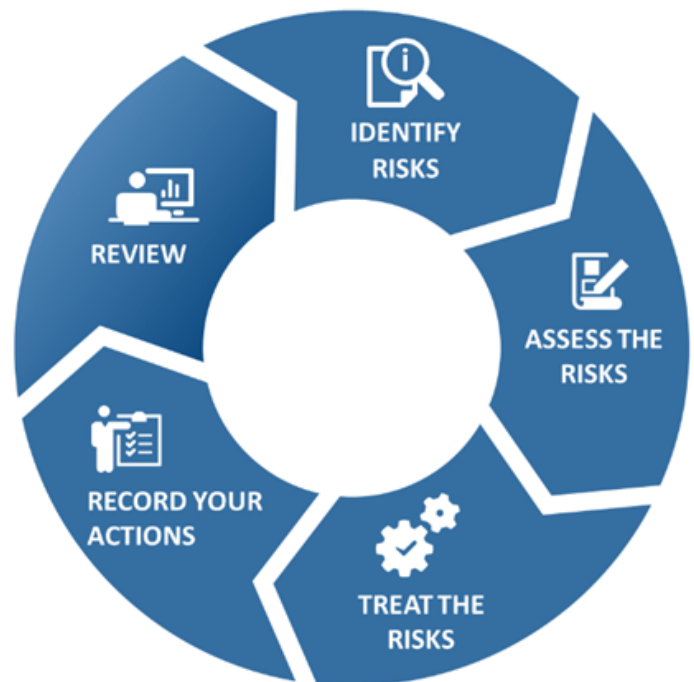 IDENTIFY
RISKS
ASSESS THE
RISKS
TREAT THE
RISKS
RECORD YOUR
ACTIONS
REVIEW